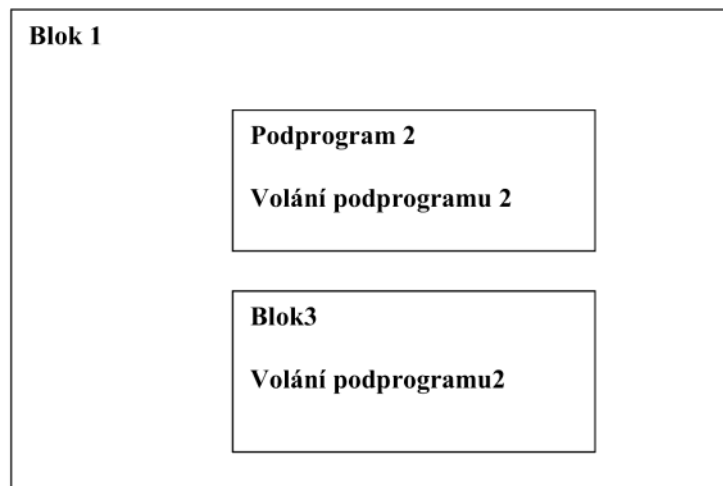 Blok 1
Podprogram 2
Volání podprogramu 2
Blok3
Volání podprogramu2